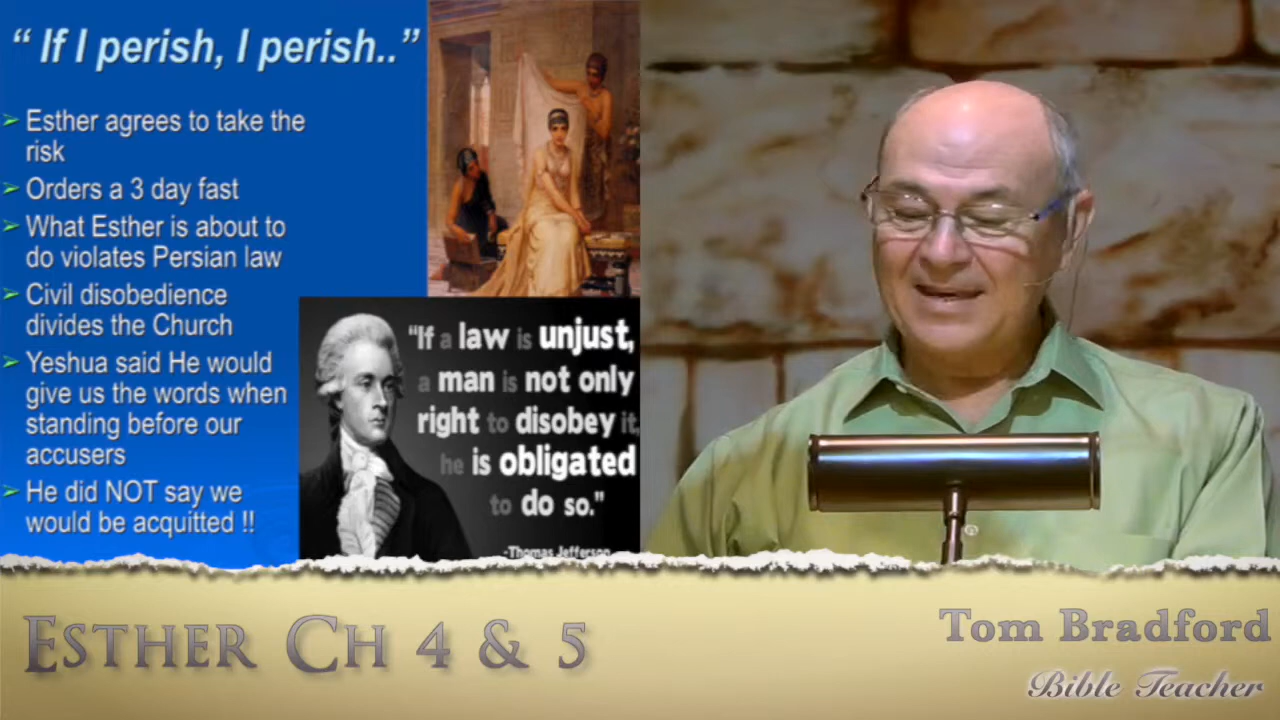 “ If I perish, I perish..”
➢ Esther agrees to take the
risk
➢ Orders a 3 day fast
➢ What Esther is about to
do violates Persian law
➢ Civil disobedience
divides the Church
➢ Yeshua said He would
give us the words when
standing before our
accusers
➢ He did NOT say we
would be acquitted !!
"If a law is unjust,
a man is not only
right to disobey it,
he is obligated
to do so."
-Thomas Jefferson
Esther Ch 4 & 5
Tom Bradford
Bible Teacher